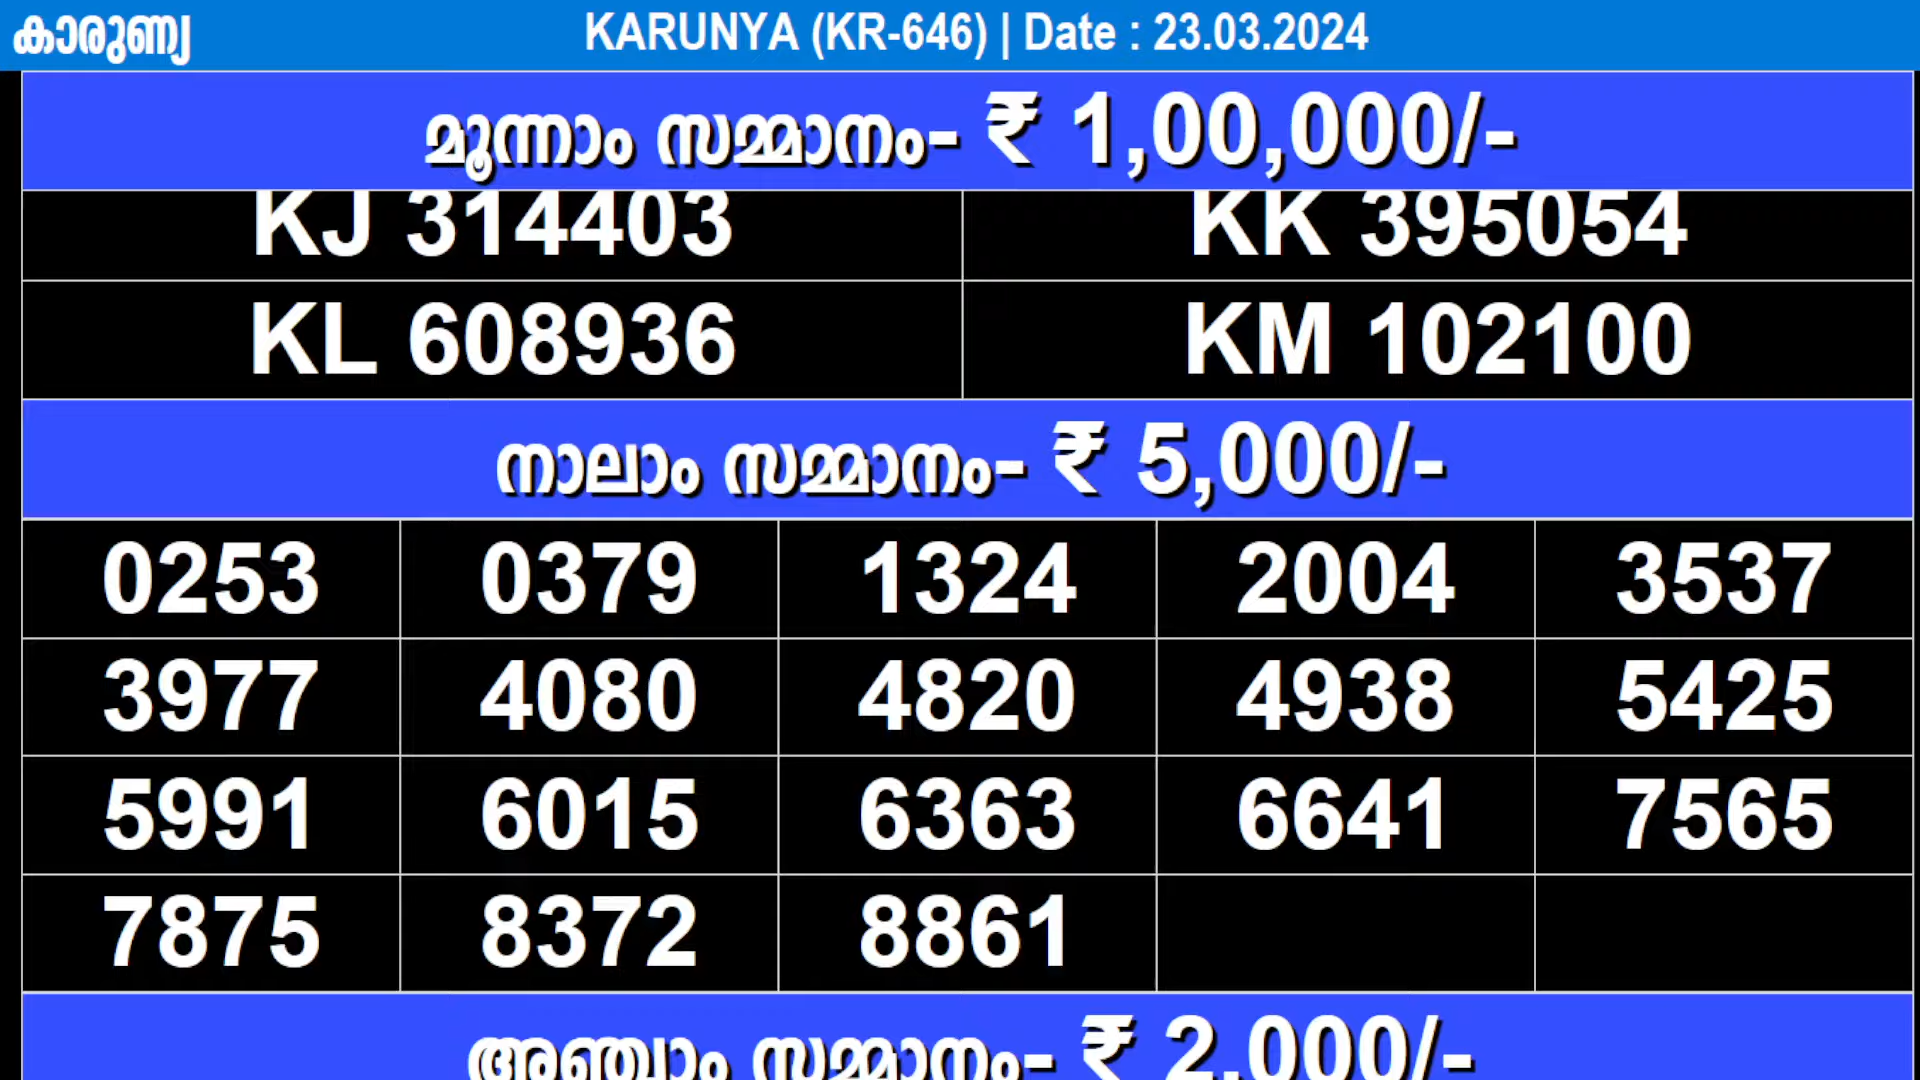 കാരുണ്യ KARUNYA (KR-646) | Date : 23.03.2024
മൂന്നാം സമ്മാനം- ₹ 1,00,000/-
KJ 314403 KK 395054
KL 608936 KM 102100
നാലാം സമ്മാനം- ₹ 5,000/-
0253 0379 1324 2004 3537
3977 4080 4820 4938 5425
5991 6015 6363 6641 7565
7875 8372 8861
അഞ്ചാം സമ്മാനം- ₹ 2,000/-